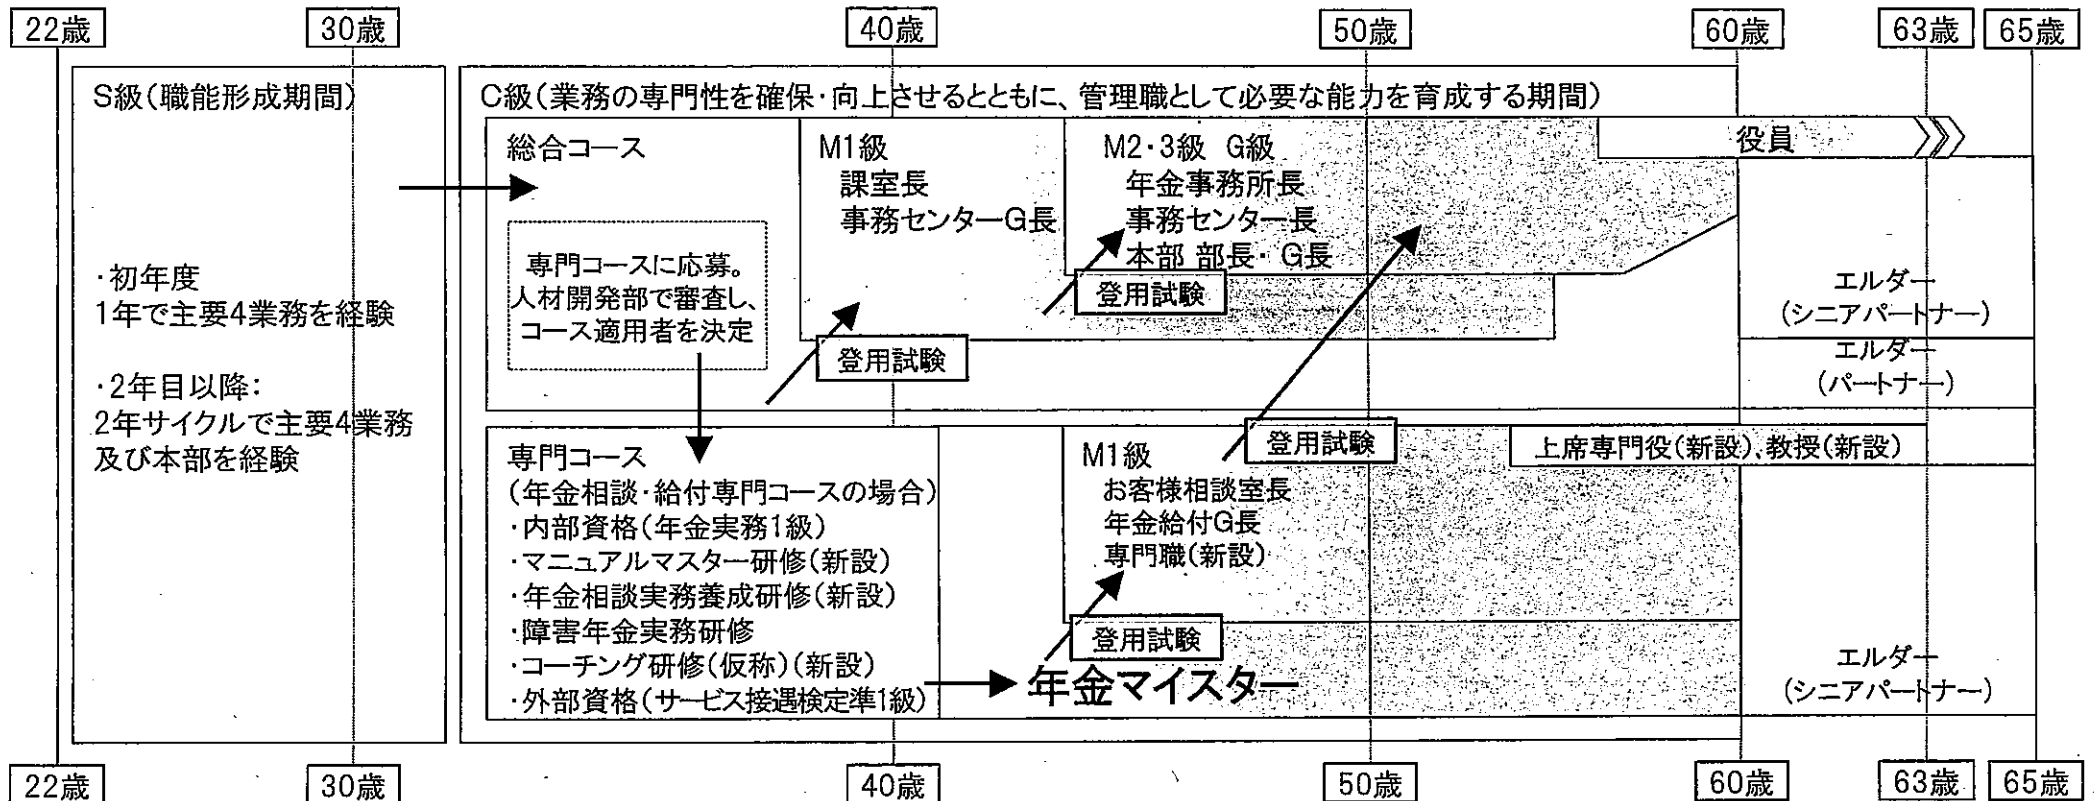 22歳
30歳
40歳
50歳
60歳
63歳
65歳
S級(職能形成期間)
・初年度
1年で主要4業務を経験
・2年目以降:
2年サイクルで主要4業務
及び本部を経験
C級(業務の専門性を確保・向上させるとともに、管理職として必要な能力を育成する期間)
総合コース
専門コースに応募。
人材開発部で審査し、
コース適用者を決定
M1級
課室長
事務センターG長
登用試験
M2・3級 G級
年金事務所長
事務センター長
本部 部長・G長
登用試験
役員
エルダー
(シニアパートナー)
エルダー
(パートナー)
専門コース
(年金相談・給付専門コースの場合)
・内部資格(年金実務1級)
・マニュアルマスター研修(新設)
・年金相談実務養成研修(新設)
・障害年金実務研修
・コーチング研修(仮称)(新設)
・外部資格(サービス接遇検定準1級)
M1級
お客様相談室長
年金給付G長
専門職(新設)
登用試験
登用試験
年金マイスター
上席専門役(新設)、教授(新設)
エルダー
(シニアパートナー)
22歳
30歳
40歳
50歳
60歳
63歳
65歳